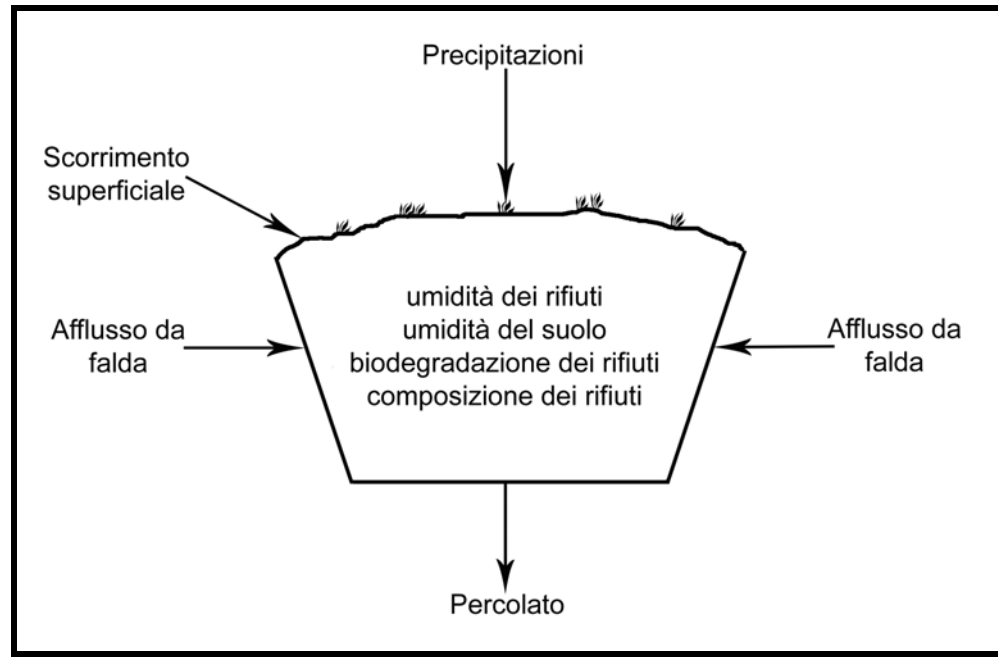 Precipitazioni
Scorrimento
superficiale
umidità dei rifiuti
umidità del suolo
biodegradazione dei rifiuti
composizione dei rifiuti
Afflusso da
falda
Afflusso da
falda
Percolato